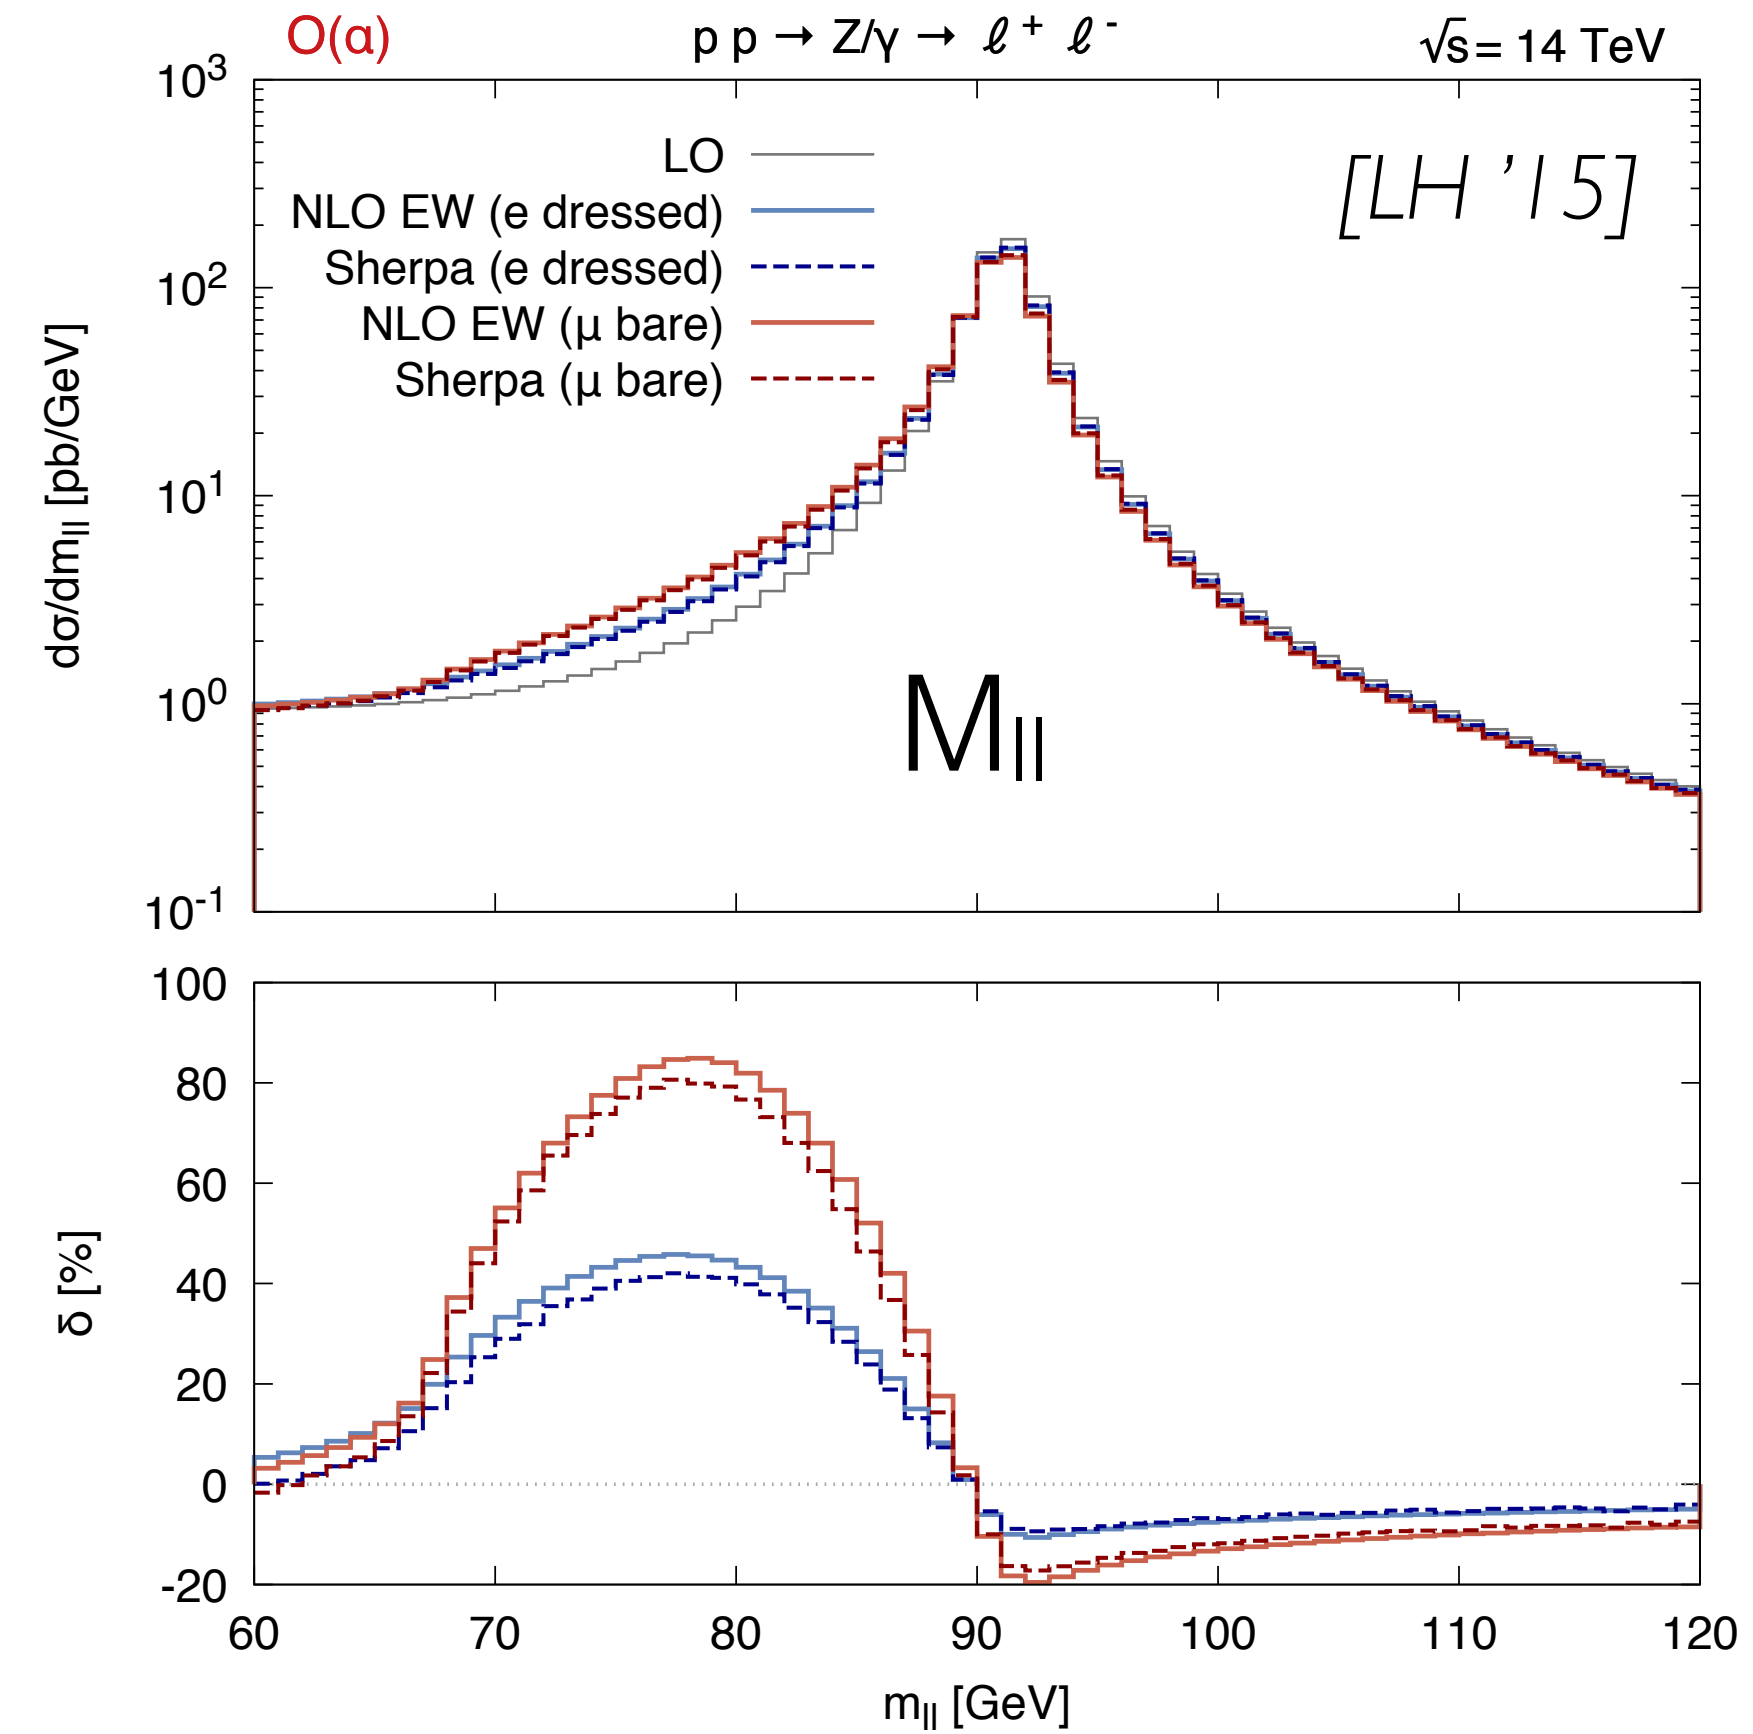 O(α) p p → Z/γ → ℓ⁺ ℓ⁻ √s = 14 TeV
10³
LO
[LH '15]
NLO EW (e dressed)
Sherpa (e dressed)
10²
NLO EW (μ bare)
Sherpa (μ bare)
dσ/dm_ll [pb/GeV]
10¹
10⁰
M_ll
10⁻¹
100
80
60
40
20
0
-20
δ [%]
60 70 80 90 100 110 120
m_ll [GeV]